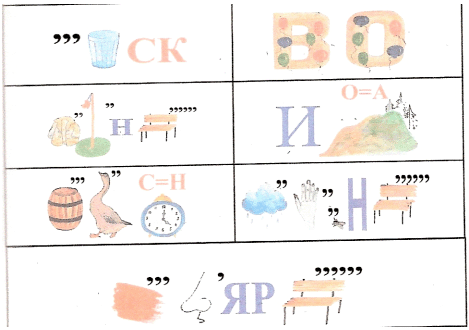 ,,, СК
ВО
,, ,, Н ,,,,,,
О=А
И
,,, ,, С=Н
,, ,, ,, Н ,,,,,,
,,, , ЯР ,,,,,,